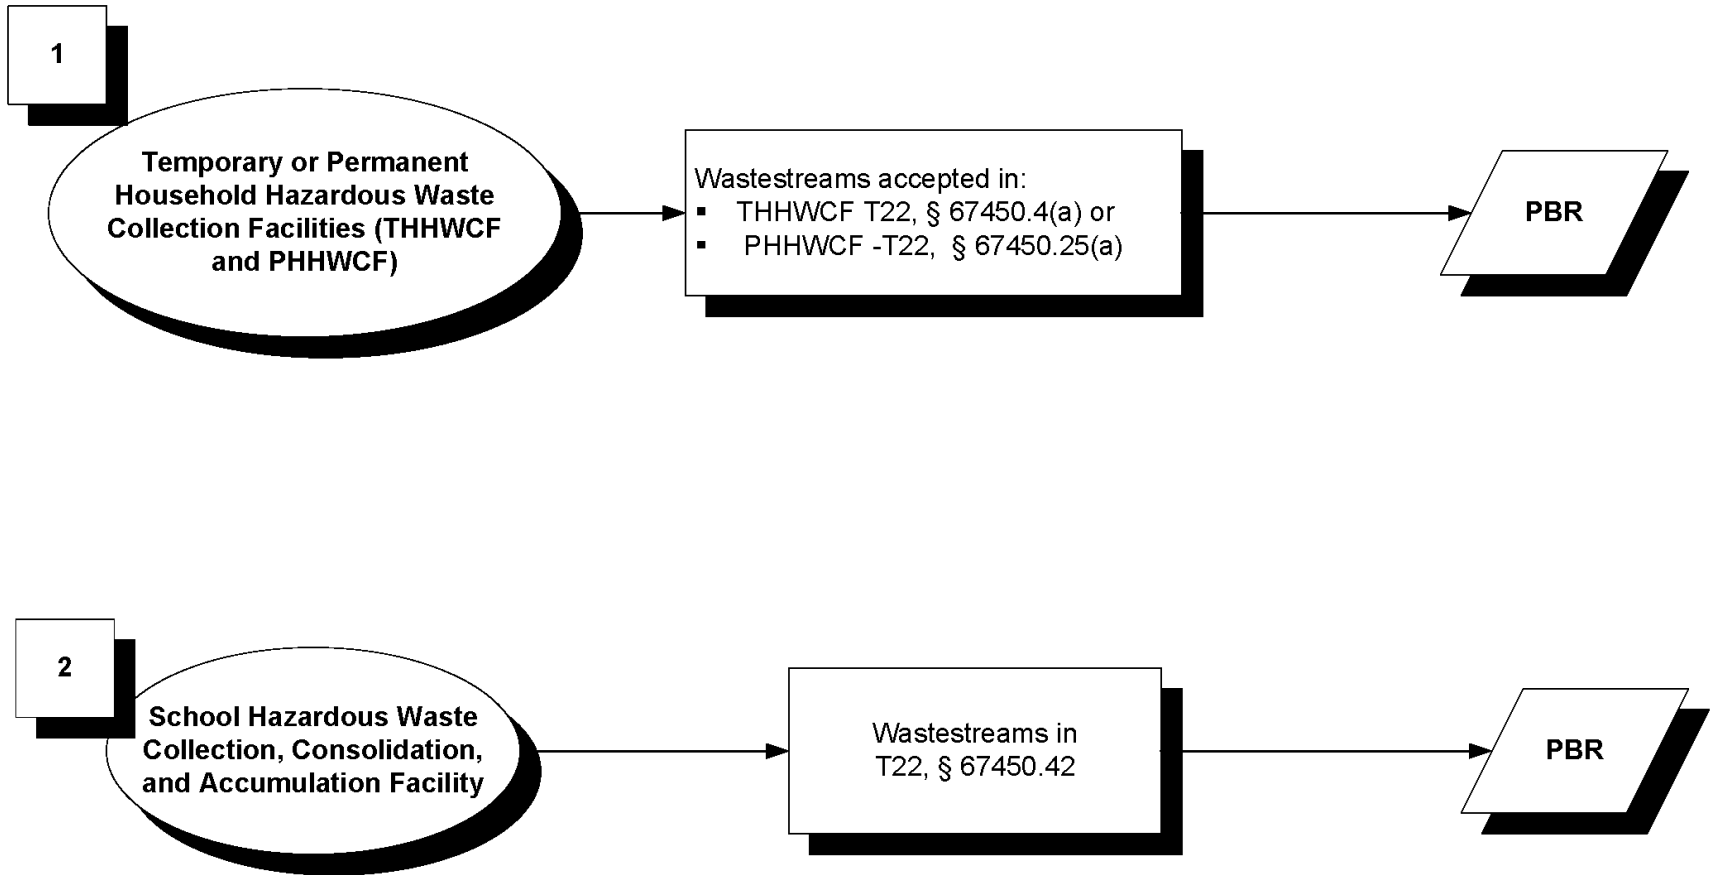 1
Temporary or Permanent
Household Hazardous Waste
Collection Facilities (THHWCF
and PHHWCF)
Wastestreams accepted in:
▪ THHWCF T22, § 67450.4(a) or
▪ PHHWCF -T22, § 67450.25(a)
PBR
2
School Hazardous Waste
Collection, Consolidation,
and Accumulation Facility
Wastestreams in
T22, § 67450.42
PBR